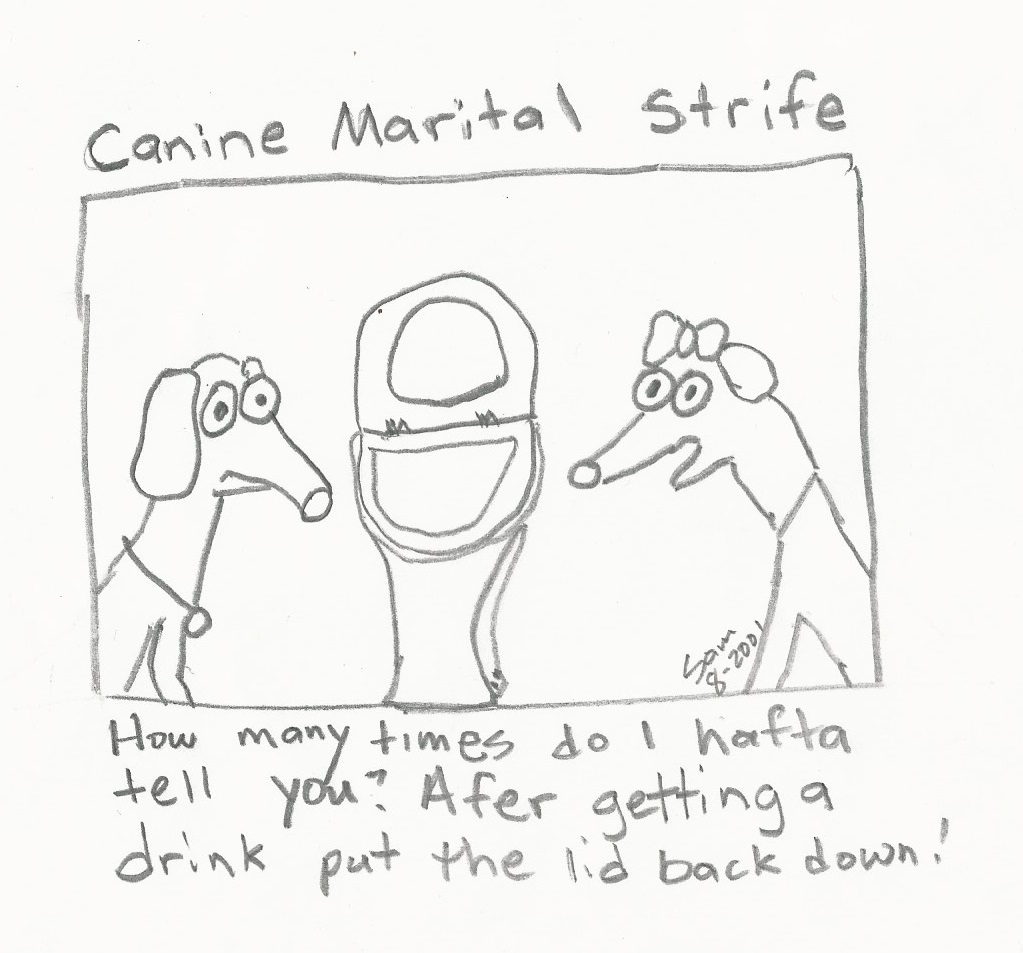 Canine Marital Strife
Sam
8-2001
How many times do I hafta
tell you? Afer getting a
drink put the lid back down!